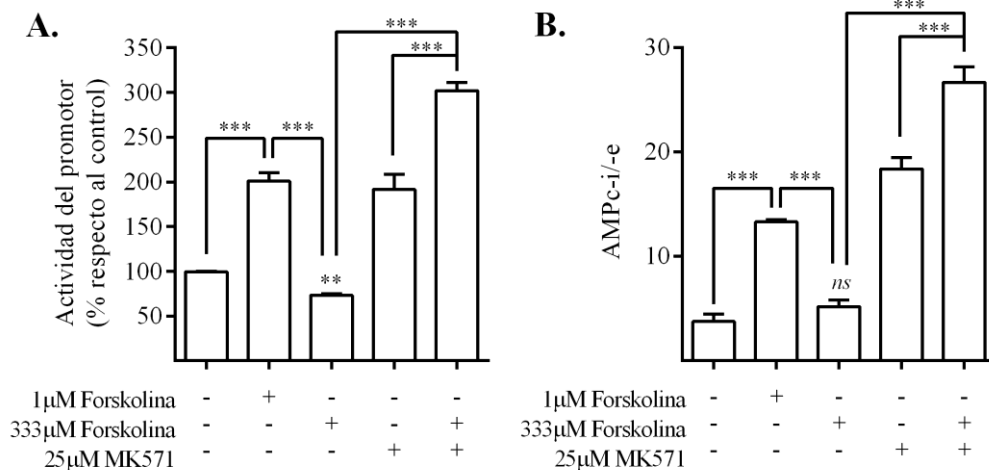 A.
Actividad del promotor
(% respecto al control)
350
300
250
200
150
100
50
***
***
***
***
**
1μM Forskolina - + - - -
333μM Forskolina - - + - +
25μM MK571 - - - + +
B.
AMPc-i/-e
30
20
10
***
***
***
***
ns
1μM Forskolina - + - - -
333μM Forskolina - - + - +
25μM MK571 - - - + +